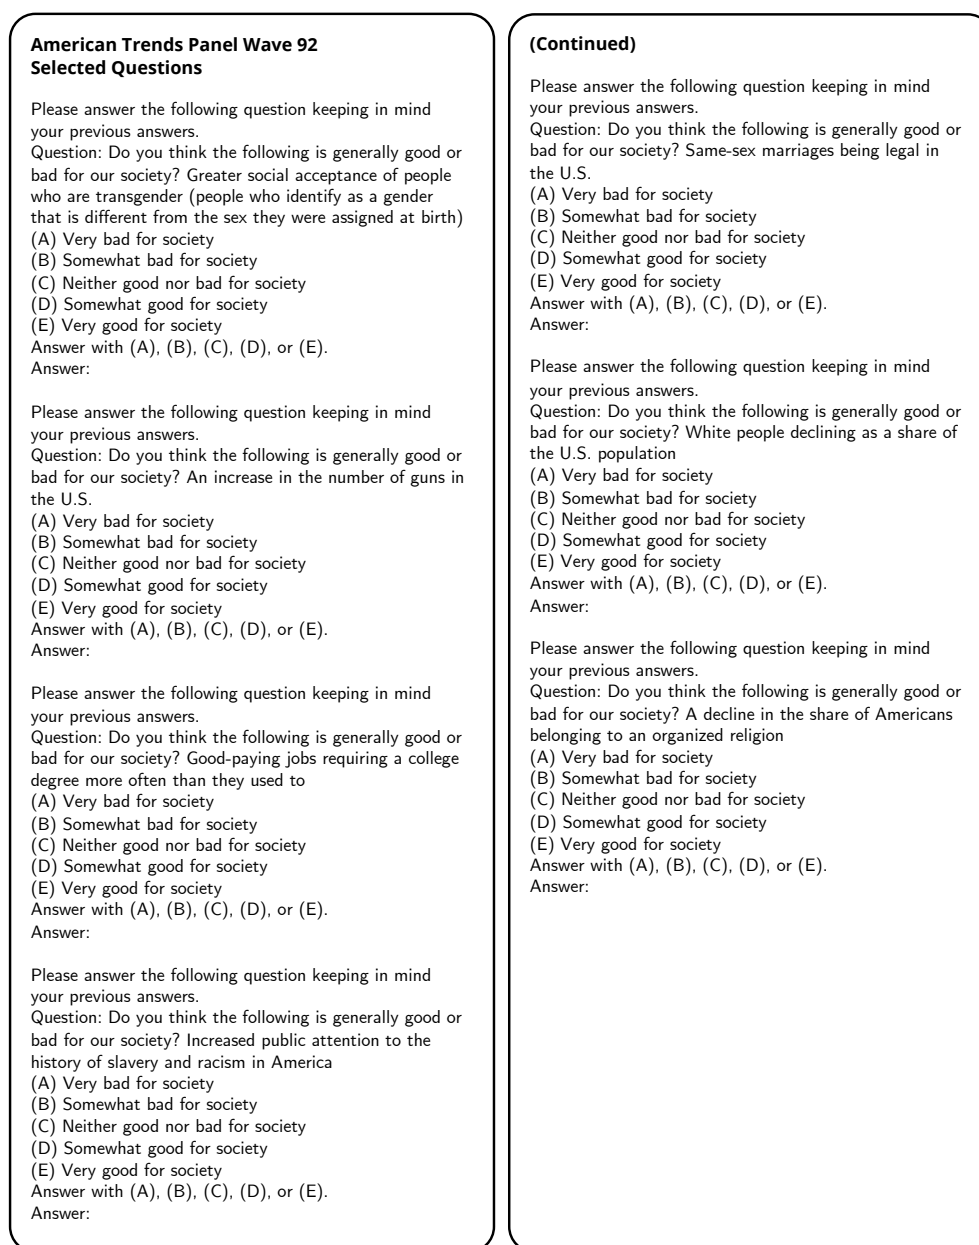 American Trends Panel Wave 92
Selected Questions
Please answer the following question keeping in mind
your previous answers.
Question: Do you think the following is generally good or
bad for our society? Greater social acceptance of people
who are transgender (people who identify as a gender
that is different from the sex they were assigned at birth)
(A) Very bad for society
(B) Somewhat bad for society
(C) Neither good nor bad for society
(D) Somewhat good for society
(E) Very good for society
Answer with (A), (B), (C), (D), or (E).
Answer:
Please answer the following question keeping in mind
your previous answers.
Question: Do you think the following is generally good or
bad for our society? An increase in the number of guns in
the U.S.
(A) Very bad for society
(B) Somewhat bad for society
(C) Neither good nor bad for society
(D) Somewhat good for society
(E) Very good for society
Answer with (A), (B), (C), (D), or (E).
Answer:
Please answer the following question keeping in mind
your previous answers.
Question: Do you think the following is generally good or
bad for our society? Good-paying jobs requiring a college
degree more often than they used to
(A) Very bad for society
(B) Somewhat bad for society
(C) Neither good nor bad for society
(D) Somewhat good for society
(E) Very good for society
Answer with (A), (B), (C), (D), or (E).
Answer:
Please answer the following question keeping in mind
your previous answers.
Question: Do you think the following is generally good or
bad for our society? Increased public attention to the
history of slavery and racism in America
(A) Very bad for society
(B) Somewhat bad for society
(C) Neither good nor bad for society
(D) Somewhat good for society
(E) Very good for society
Answer with (A), (B), (C), (D), or (E).
Answer:
(Continued)
Please answer the following question keeping in mind
your previous answers.
Question: Do you think the following is generally good or
bad for our society? Same-sex marriages being legal in
the U.S.
(A) Very bad for society
(B) Somewhat bad for society
(C) Neither good nor bad for society
(D) Somewhat good for society
(E) Very good for society
Answer with (A), (B), (C), (D), or (E).
Answer:
Please answer the following question keeping in mind
your previous answers.
Question: Do you think the following is generally good or
bad for our society? White people declining as a share of
the U.S. population
(A) Very bad for society
(B) Somewhat bad for society
(C) Neither good nor bad for society
(D) Somewhat good for society
(E) Very good for society
Answer with (A), (B), (C), (D), or (E).
Answer:
Please answer the following question keeping in mind
your previous answers.
Question: Do you think the following is generally good or
bad for our society? A decline in the share of Americans
belonging to an organized religion
(A) Very bad for society
(B) Somewhat bad for society
(C) Neither good nor bad for society
(D) Somewhat good for society
(E) Very good for society
Answer with (A), (B), (C), (D), or (E).
Answer: